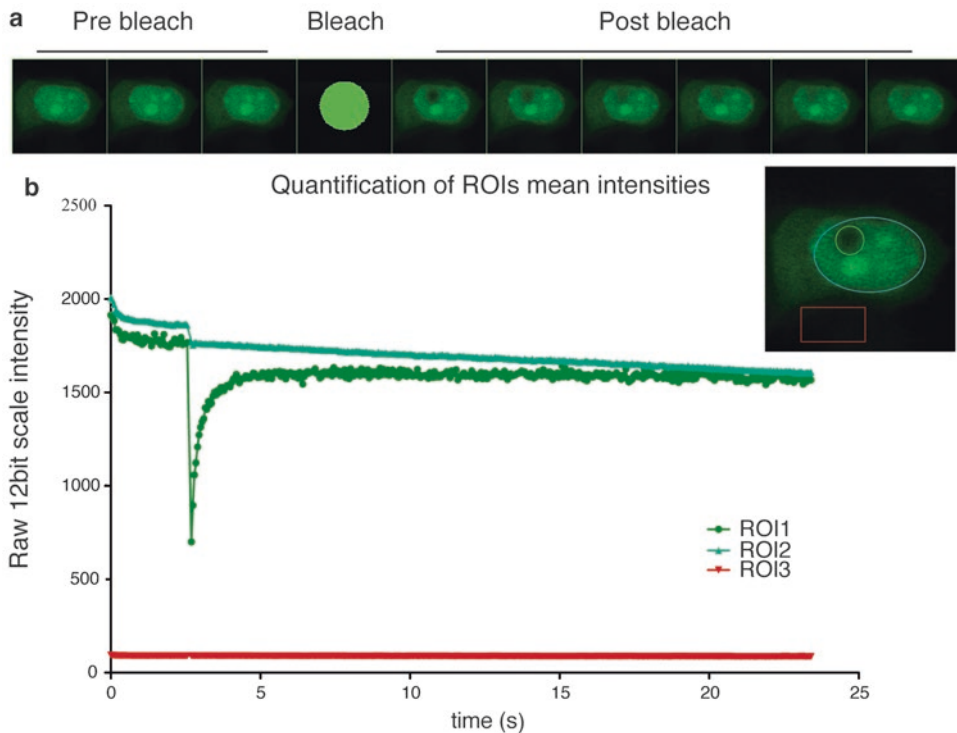 a
Pre bleach
Bleach
Post bleach
b
Quantification of ROIs mean intensities
2500
2000
1500
1000
500
0
Raw 12bit scale intensity
ROI1
ROI2
ROI3
0
5
10
15
20
25
time (s)